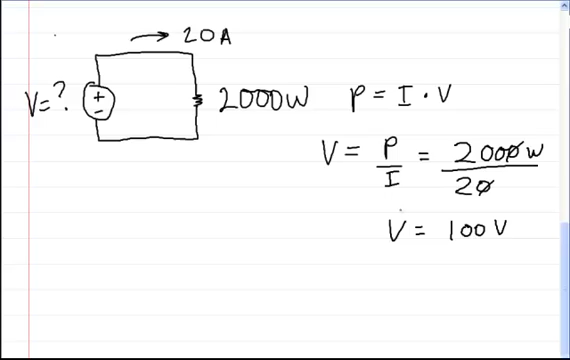 20A
V=?
+
−
2000W
P = I · V
V = P/I = 2000w/20
V = 100V